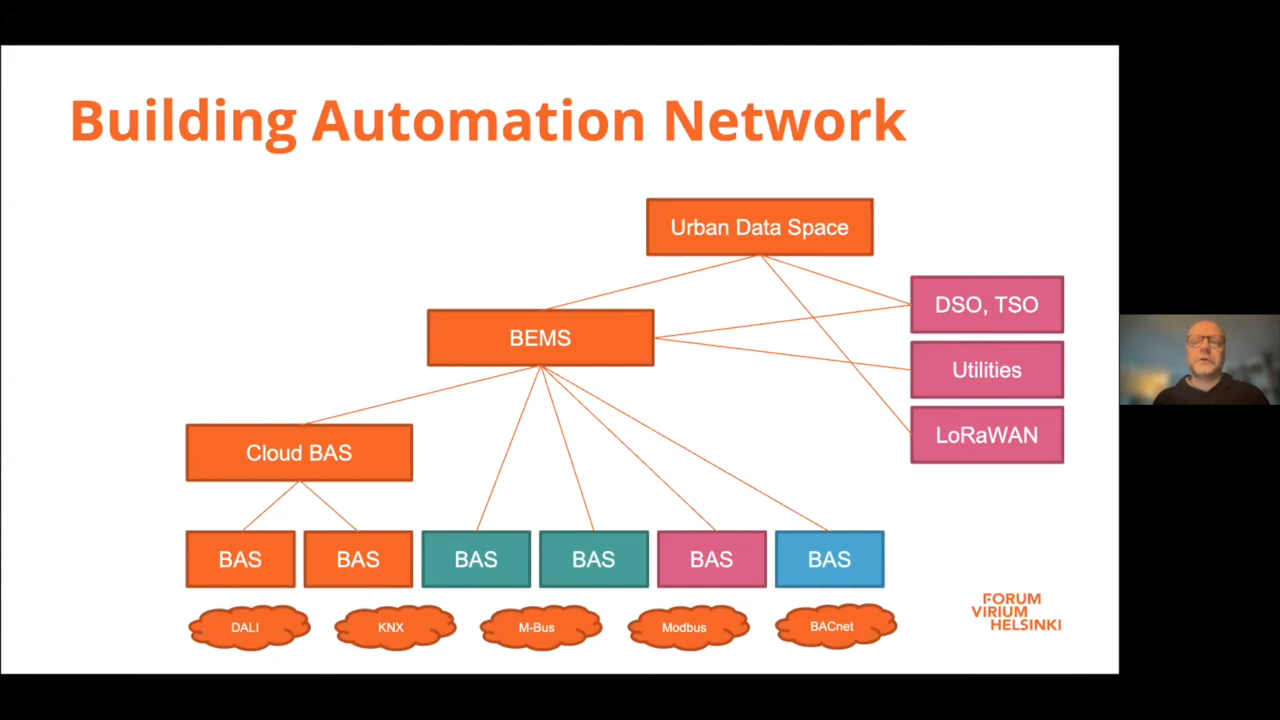 Building Automation Network
Urban Data Space
DSO, TSO
BEMS
Utilities
LoRaWAN
Cloud BAS
BAS
BAS
BAS
BAS
BAS
BAS
DALI
KNX
M-Bus
Modbus
BACnet
FORUM
VIRIUM
HELSINKI